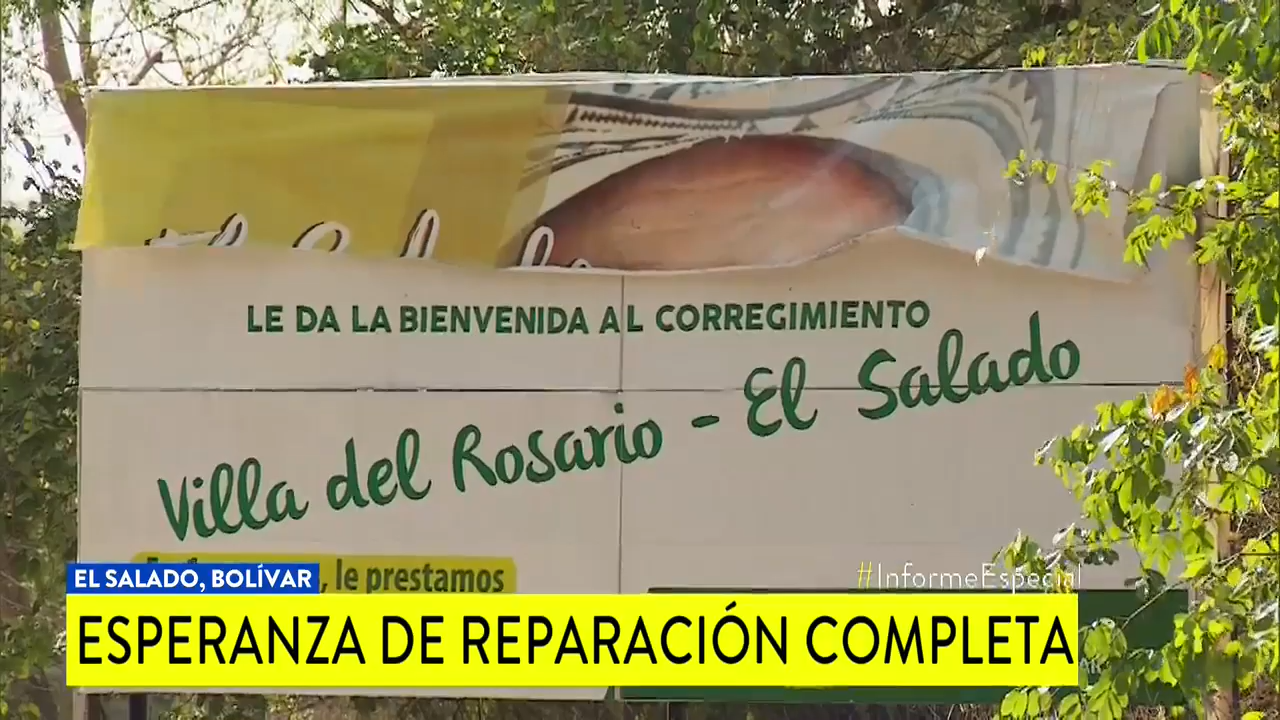 LE DA LA BIENVENIDA AL CORREGIMIENTO
Villa del Rosario - El Salado
, le prestamos
#InformeEspecial
EL SALADO, BOLÍVAR
ESPERANZA DE REPARACIÓN COMPLETA